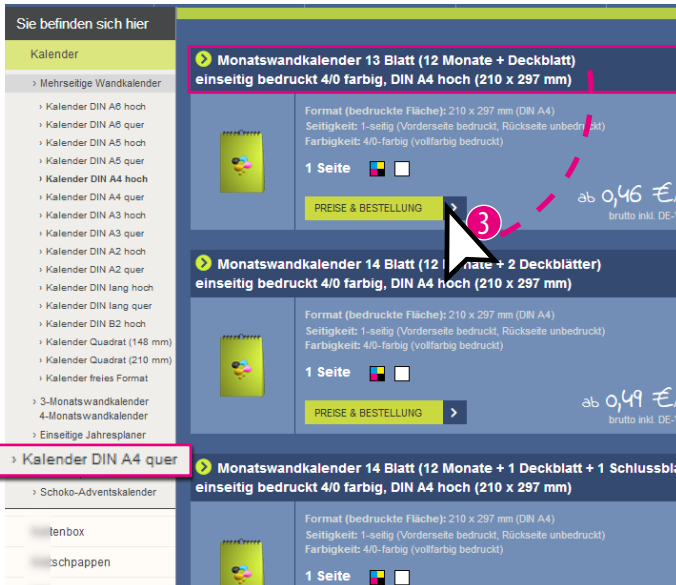 Sie befinden sich hier
Kalender
› Mehrseitige Wandkalender
› Kalender DIN A6 hoch
› Kalender DIN A6 quer
› Kalender DIN A5 hoch
› Kalender DIN A5 quer
› Kalender DIN A4 hoch
› Kalender DIN A4 quer
› Kalender DIN A3 hoch
› Kalender DIN A3 quer
› Kalender DIN A2 hoch
› Kalender DIN A2 quer
› Kalender DIN lang hoch
› Kalender DIN lang quer
› Kalender DIN B2 hoch
› Kalender Quadrat (148 mm)
› Kalender Quadrat (210 mm)
› Kalender freies Format
› 3-Monatswandkalender
4-Monatswandkalender
› Einseitige Jahresplaner
› Kalender DIN A4 quer
› Schoko-Adventskalender
tenbox
schpappen
Monatswandkalender 13 Blatt (12 Monate + Deckblatt)
einseitig bedruckt 4/0 farbig, DIN A4 hoch (210 x 297 mm)
Format (bedruckte Fläche): 210 x 297 mm (DIN A4)
Seitigkeit: 1-seitig (Vorderseite bedruckt, Rückseite unbedruckt)
Farbigkeit: 4/0-farbig (vollfarbig bedruckt)
1 Seite
PREISE & BESTELLUNG
3
ab 0,46 €
brutto inkl. DE-
Monatswandkalender 14 Blatt (12 Monate + 2 Deckblätter)
einseitig bedruckt 4/0 farbig, DIN A4 hoch (210 x 297 mm)
Format (bedruckte Fläche): 210 x 297 mm (DIN A4)
Seitigkeit: 1-seitig (Vorderseite bedruckt, Rückseite unbedruckt)
Farbigkeit: 4/0-farbig (vollfarbig bedruckt)
1 Seite
PREISE & BESTELLUNG
ab 0,49 €
brutto inkl. DE-
Monatswandkalender 14 Blatt (12 Monate + 1 Deckblatt + 1 Schlussbla
einseitig bedruckt 4/0 farbig, DIN A4 hoch (210 x 297 mm)
Format (bedruckte Fläche): 210 x 297 mm (DIN A4)
Seitigkeit: 1-seitig (Vorderseite bedruckt, Rückseite unbedruckt)
Farbigkeit: 4/0-farbig (vollfarbig bedruckt)
1 Seite